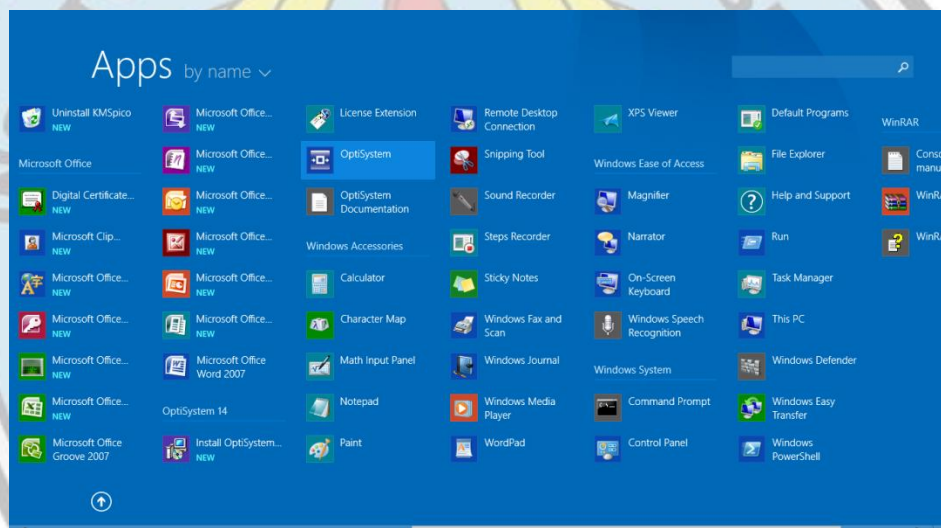 Apps by name
Uninstall KMSpico
NEW
Microsoft Office
Digital Certificate...
NEW
Microsoft Clip...
NEW
Microsoft Office...
NEW
Microsoft Office...
NEW
Microsoft Office...
NEW
Microsoft Office...
NEW
Microsoft Office
Groove 2007
Microsoft Office...
NEW
Microsoft Office...
NEW
Microsoft Office...
NEW
Microsoft Office...
NEW
Microsoft Office...
NEW
Microsoft Office...
NEW
Microsoft Office
Word 2007
OptiSystem 14
Install OptiSystem...
NEW
License Extension
OptiSystem
OptiSystem
Documentation
Windows Accessories
Calculator
Character Map
Math Input Panel
Notepad
Paint
Remote Desktop
Connection
Snipping Tool
Sound Recorder
Steps Recorder
Sticky Notes
Windows Fax and
Scan
Windows Journal
Windows Media
Player
WordPad
XPS Viewer
Windows Ease of Access
Magnifier
Narrator
On-Screen
Keyboard
Windows Speech
Recognition
Windows System
Command Prompt
Control Panel
Default Programs
File Explorer
Help and Support
Run
Task Manager
This PC
Windows Defender
Windows Easy
Transfer
Windows
PowerShell
WinRAR